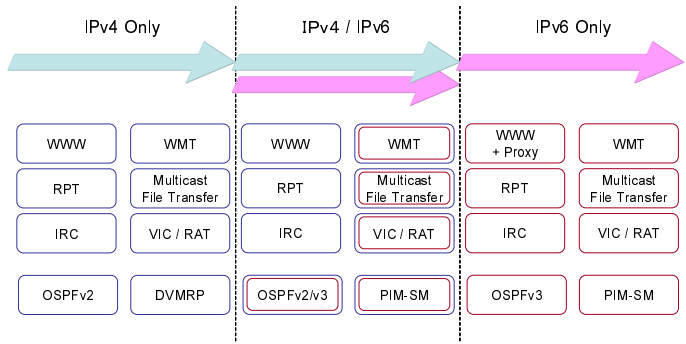 IPv4 Only
IPv4 / IPv6
IPv6 Only
WWW
WMT
WWW
WMT
WWW
+ Proxy
WMT
RPT
Multicast
File Transfer
RPT
Multicast
File Transfer
RPT
Multicast
File Transfer
IRC
VIC / RAT
IRC
VIC / RAT
IRC
VIC / RAT
OSPFv2
DVMRP
OSPFv2/v3
PIM-SM
OSPFv3
PIM-SM